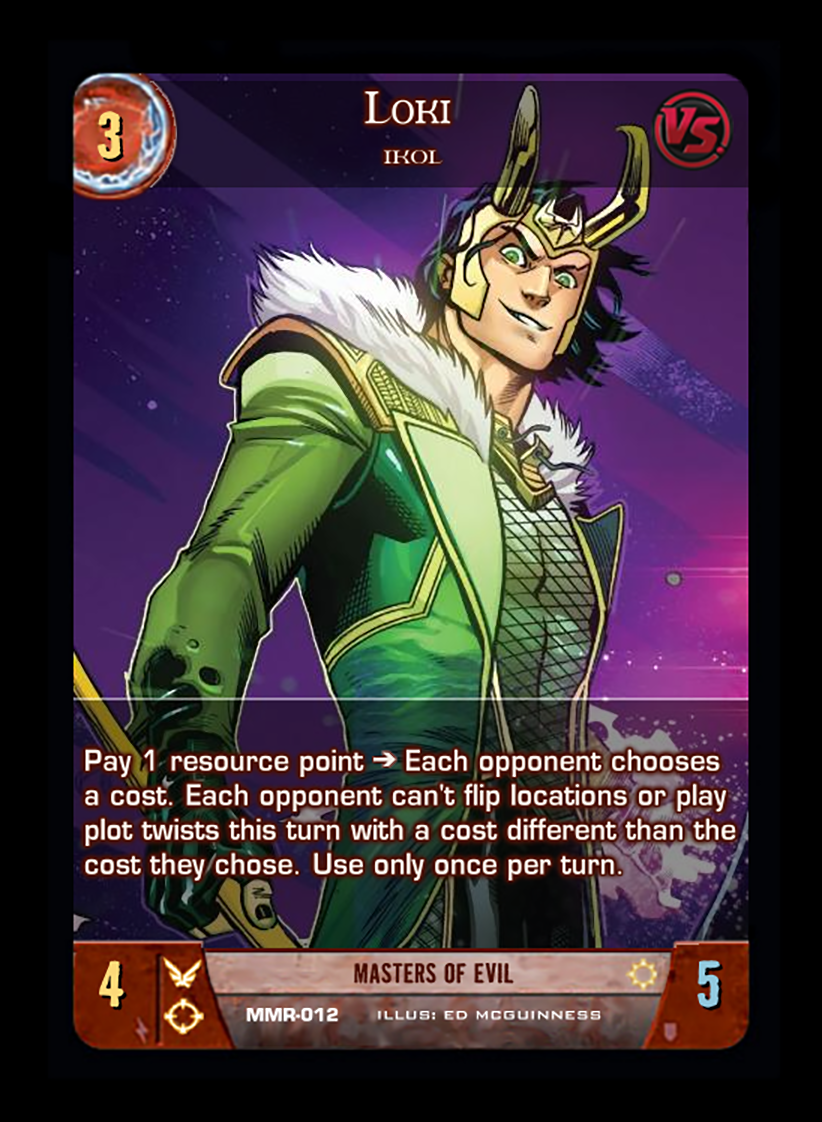 3
Loki
VS.
IKOL
Pay 1 resource point ➔ Each opponent chooses
a cost. Each opponent can't flip locations or play
plot twists this turn with a cost different than the
cost they chose. Use only once per turn.
4
MASTERS OF EVIL
5
MMR-012 ILLUS: ED MCGUINNESS